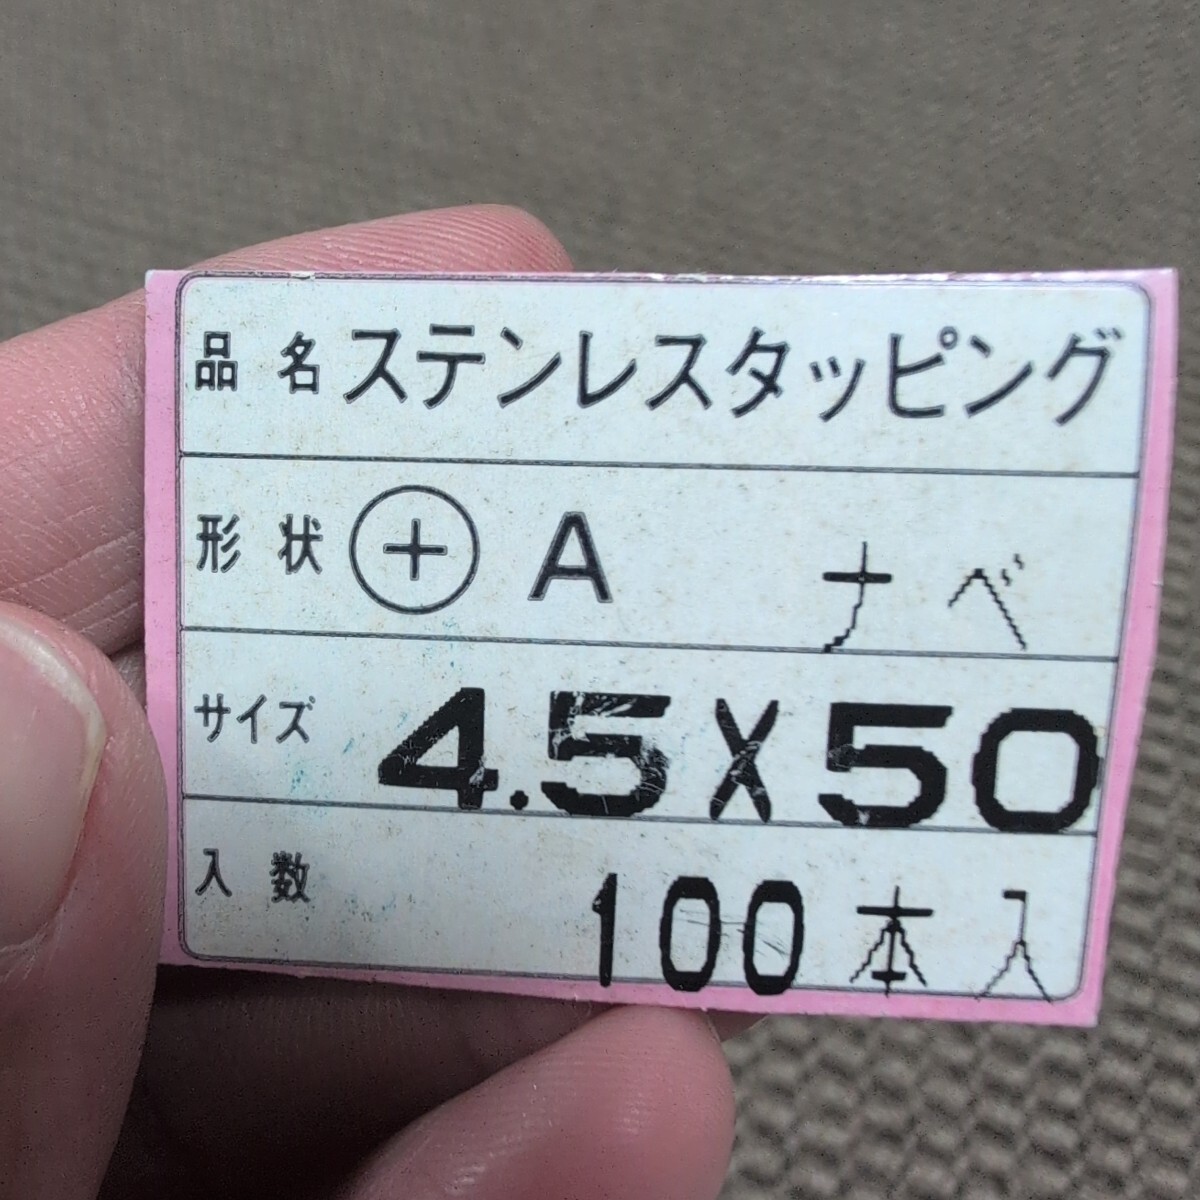 品名 ステンレスタッピング
形状 ⊕ A ナベ
サイズ 4.5X50
入数 100本入